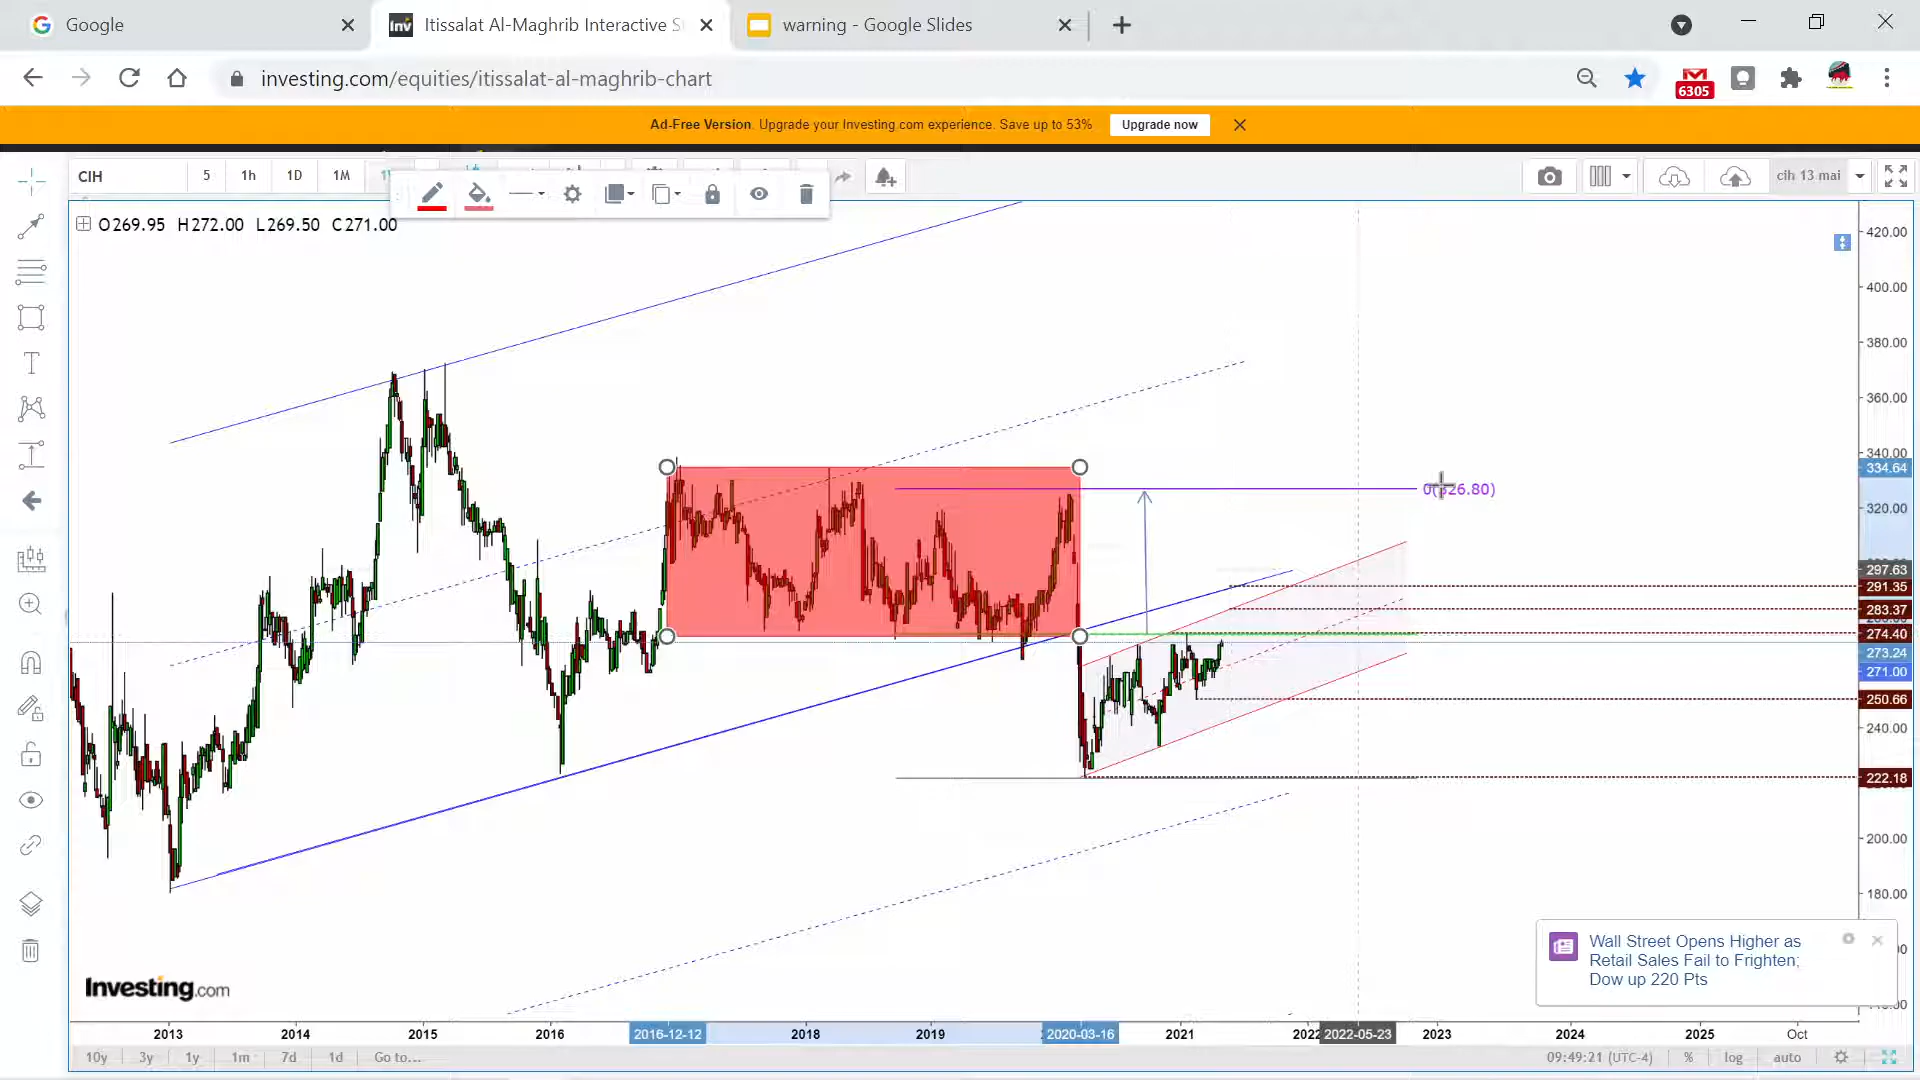 Google
Itissalat Al-Maghrib Interactive S
warning - Google Slides
investing.com/equities/itissalat-al-maghrib-chart
6305
Ad-Free Version. Upgrade your Investing.com experience. Save up to 53%
Upgrade now
CIH
5
1h
1D
1M
cih 13 mai
O269.95 H272.00 L269.50 C271.00
420.00
400.00
380.00
360.00
340.00
334.64
0(326.80)
320.00
297.63
291.35
283.37
274.40
273.24
271.00
250.66
240.00
222.18
200.00
180.00
Wall Street Opens Higher as
Retail Sales Fail to Frighten;
Dow up 220 Pts
Investing.com
2013
2014
2015
2016
2016-12-12
2018
2019
2020-03-16
2021
2022-05-23
2023
2024
2025
Oct
10y
3y
1y
1m
7d
1d
Go to...
09:49:21 (UTC-4)
%
log
auto